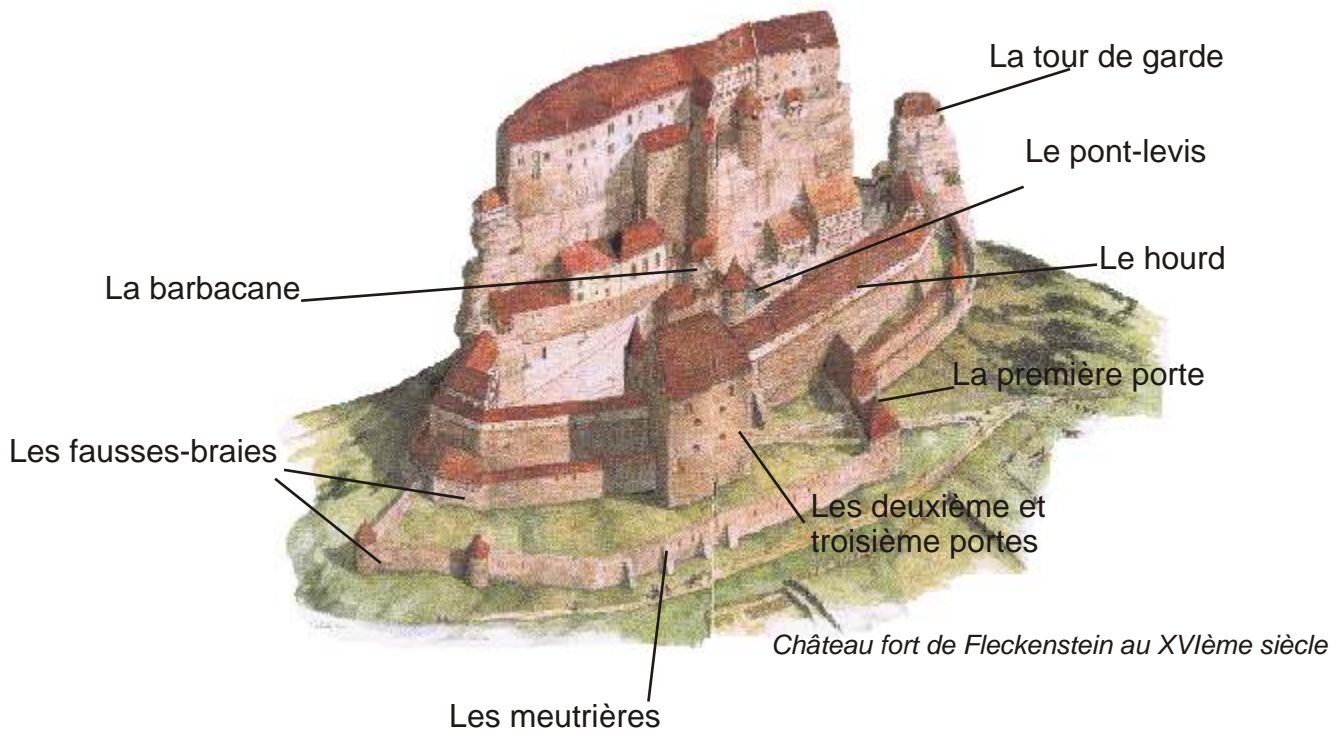 La tour de garde
Le pont-levis
Le hourd
La barbacane
La première porte
Les fausses-braies
Les deuxième et
troisième portes
Château fort de Fleckenstein au XVIème siècle
Les meutrières